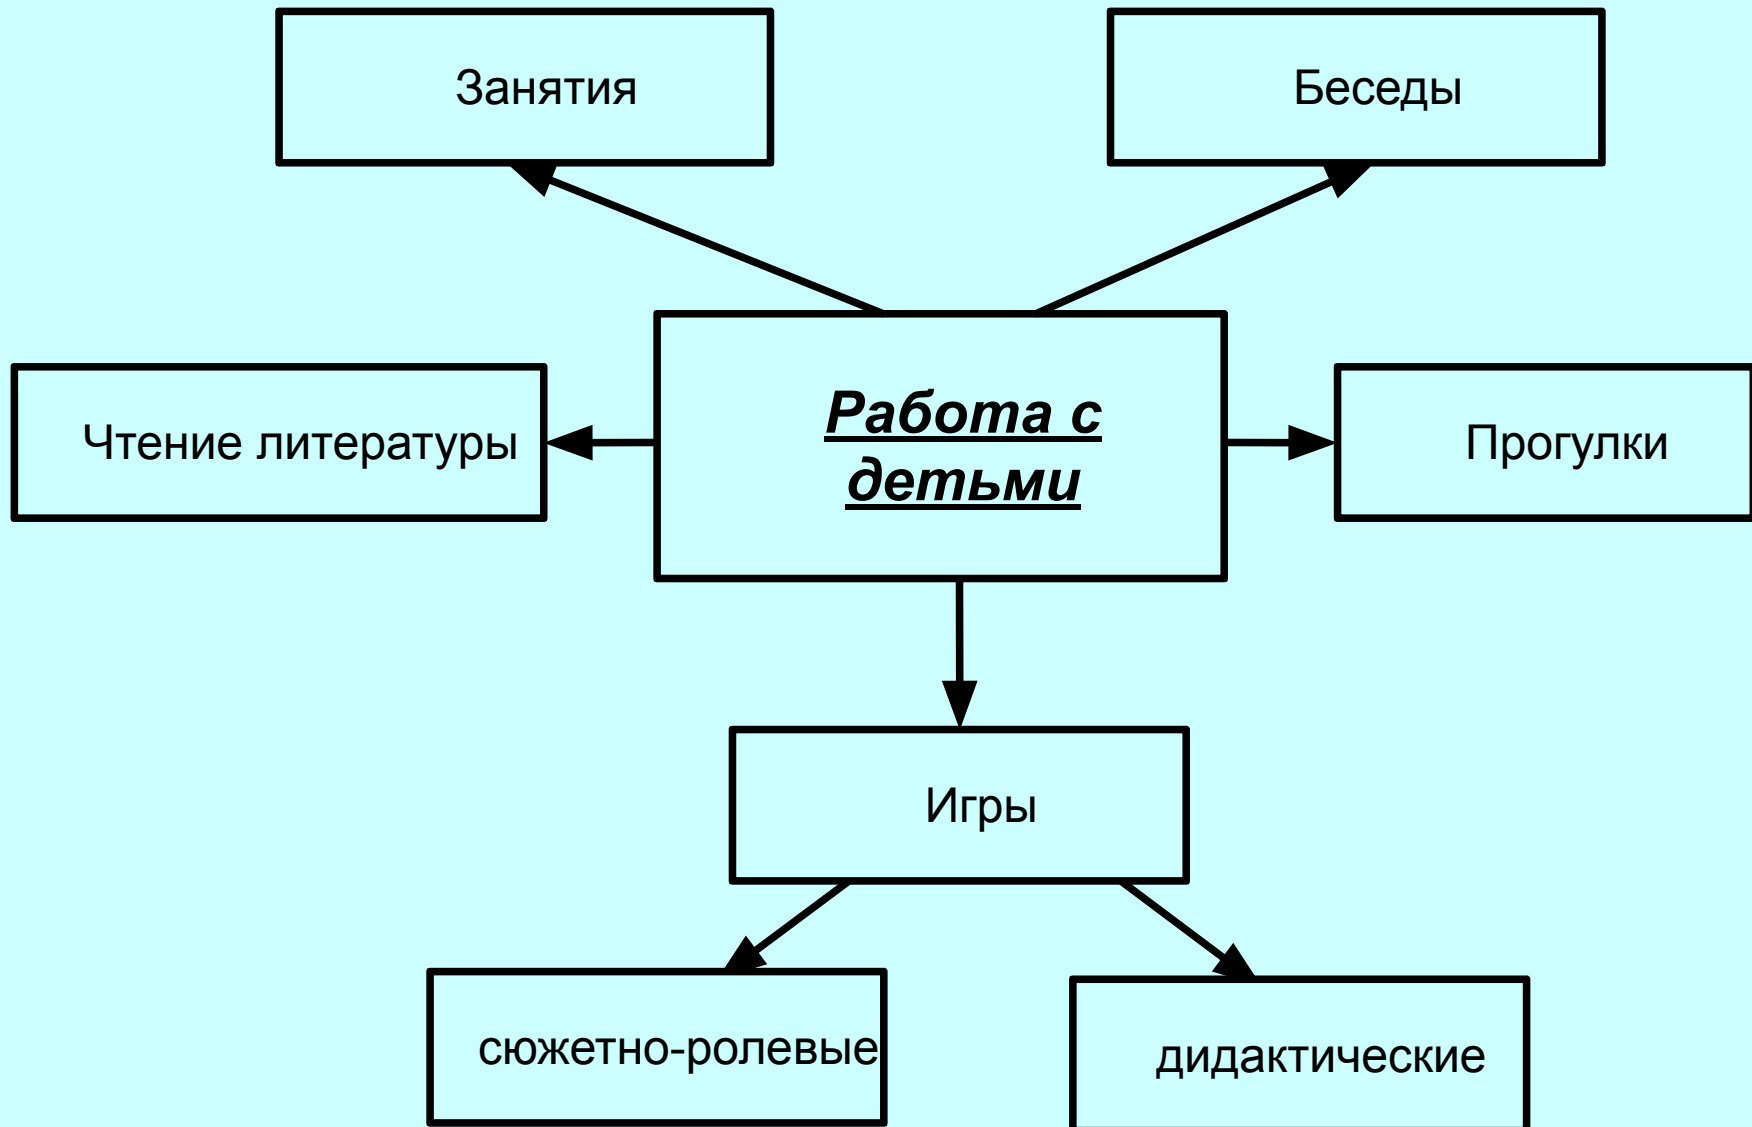 Занятия
Беседы
Чтение литературы
Работа с
детьми
Прогулки
Игры
сюжетно-ролевые
дидактические